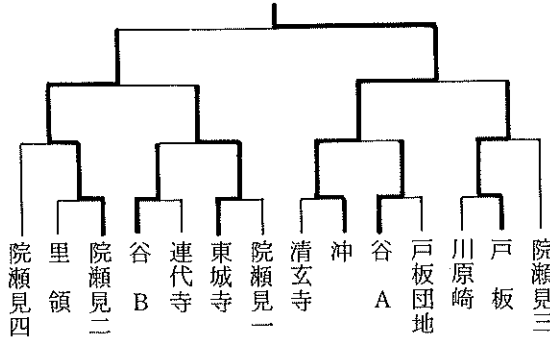 院瀬見四
里領
院瀬見二
谷B
連代寺
東城寺
院瀬見一
清玄寺
沖
谷A
戸板団地
川原崎
戸板
院瀬見三